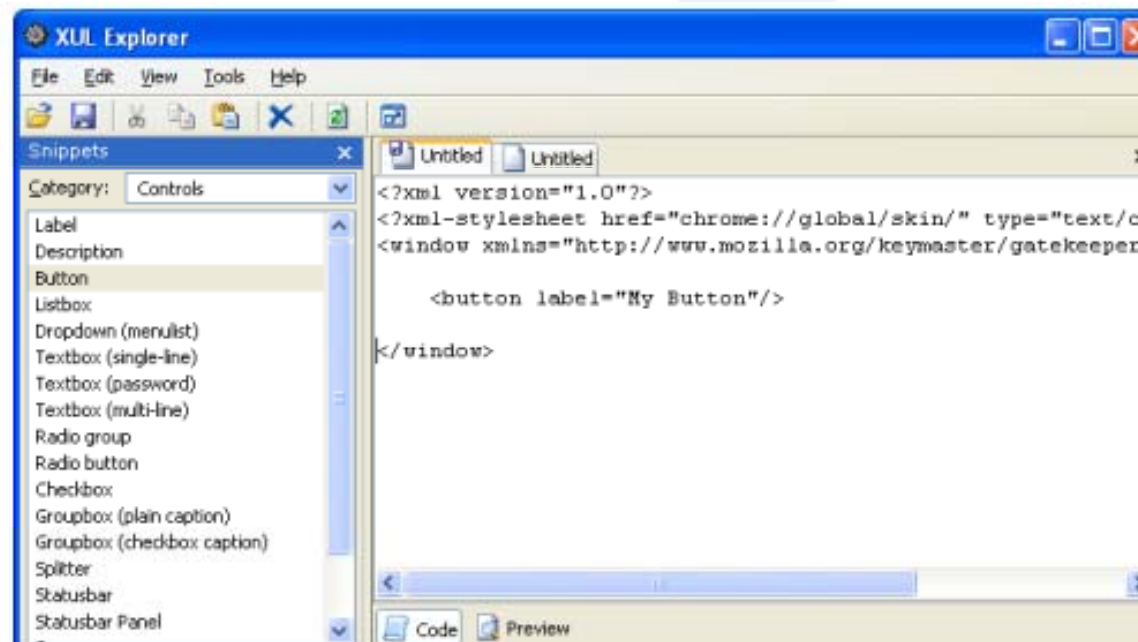 XUL Explorer
File Edit View Tools Help
Snippets
Category: Controls
Label
Description
Button
Listbox
Dropdown (menulist)
Textbox (single-line)
Textbox (password)
Textbox (multi-line)
Radio group
Radio button
Checkbox
Groupbox (plain caption)
Groupbox (checkbox caption)
Splitter
Statusbar
Statusbar Panel
Untitled Untitled
<?xml version="1.0"?>
<?xml-stylesheet href="chrome://global/skin/" type="text/c
<window xmlns="http://www.mozilla.org/keymaster/gatekeeper
<button label="My Button"/>
</window>
Code Preview